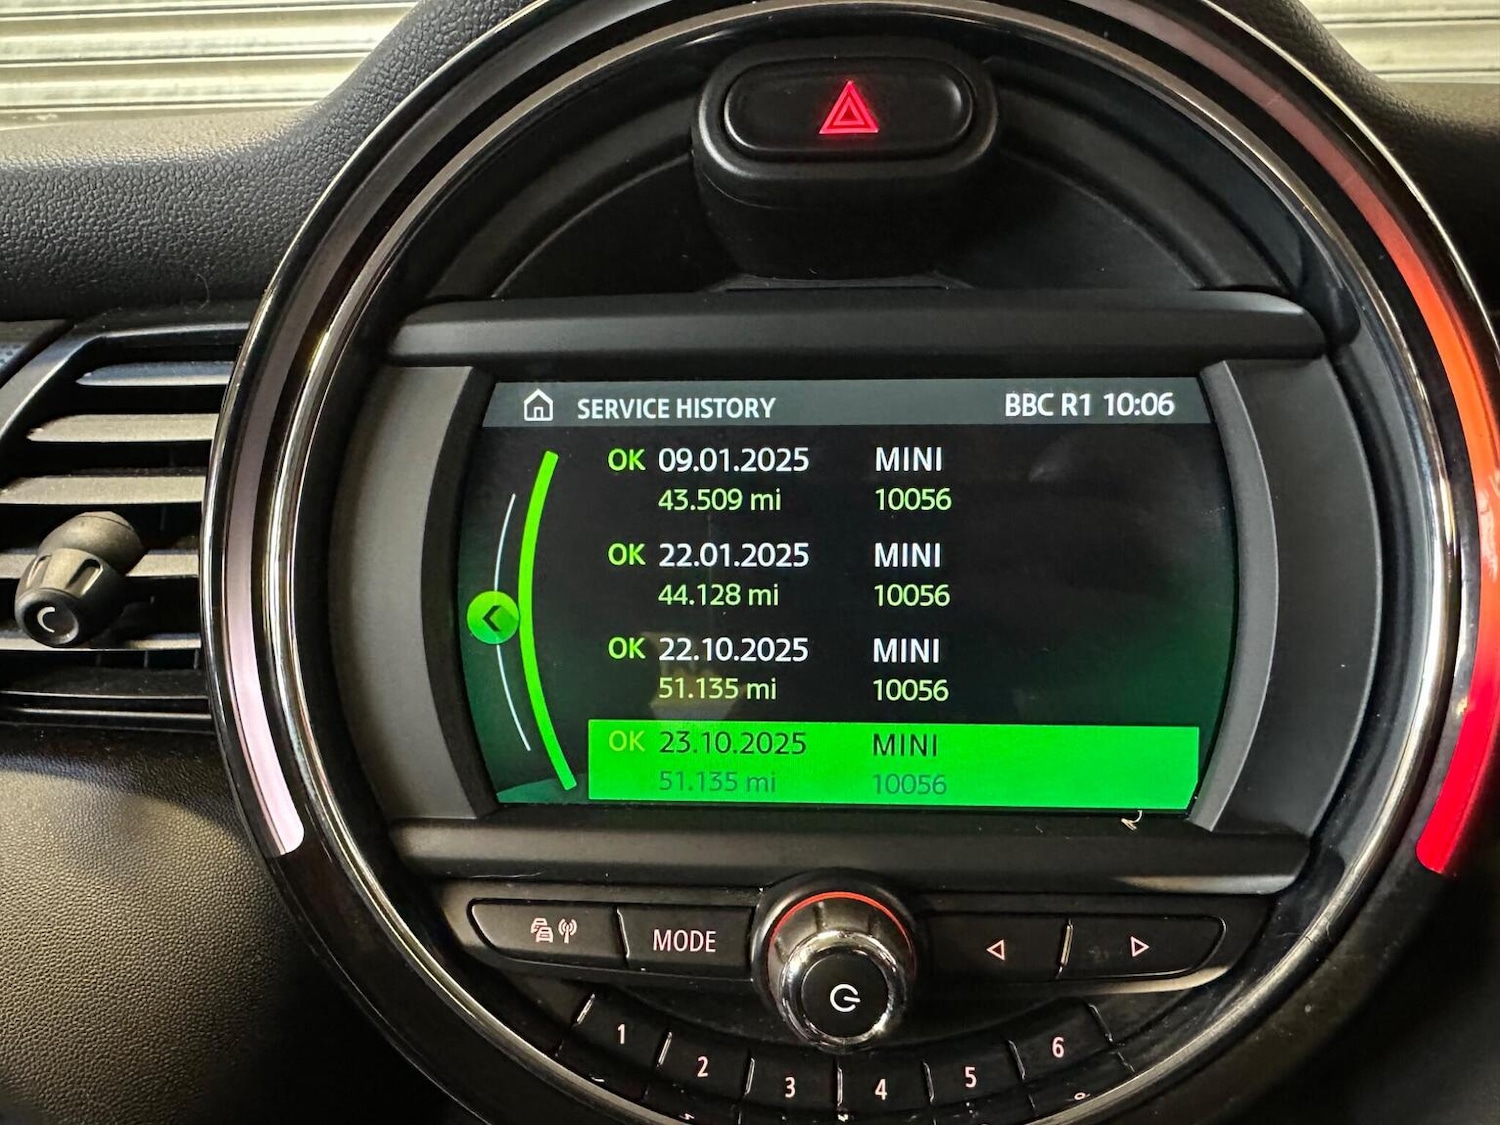 SERVICE HISTORY BBC R1 10:06
OK 09.01.2025 MINI
43.509 mi 10056
OK 22.01.2025 MINI
44.128 mi 10056
OK 22.10.2025 MINI
51.135 mi 10056
OK 23.10.2025 MINI
51.135 mi 10056
MODE
1 2 3 4 5 6